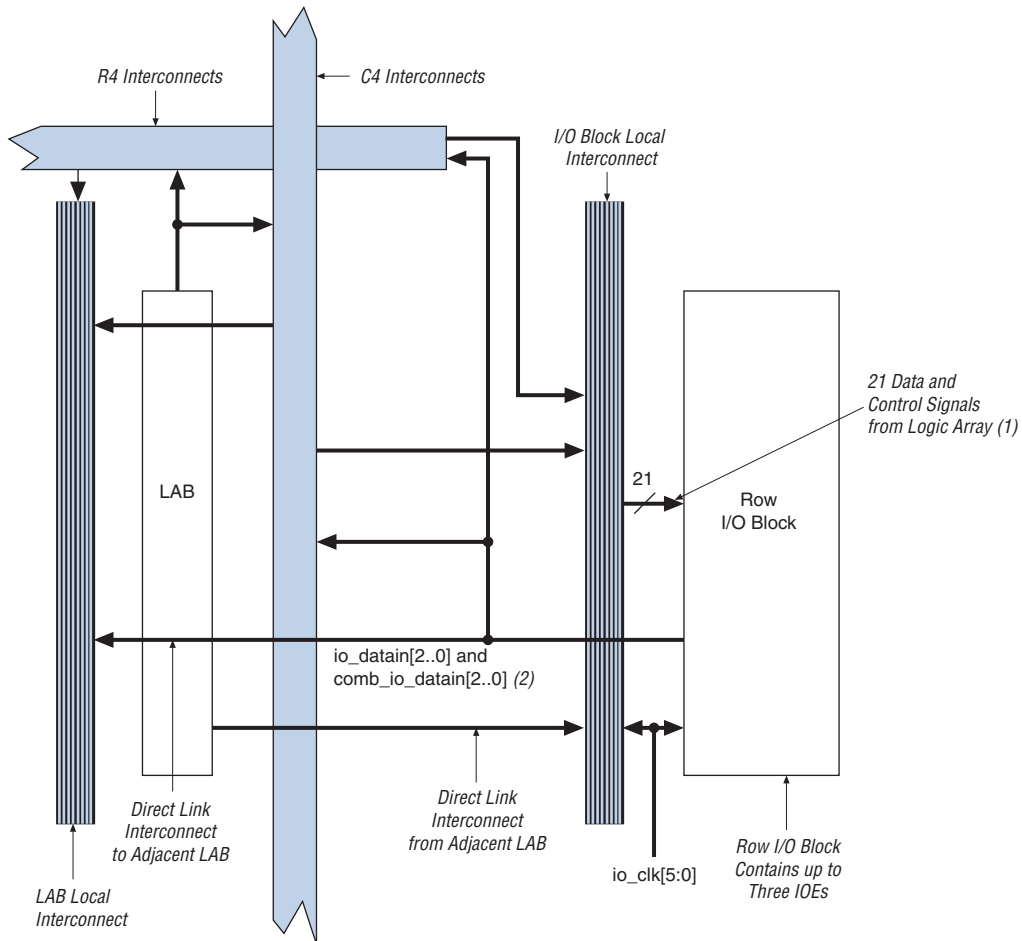 R4 Interconnects
C4 Interconnects
I/O Block Local
Interconnect
21 Data and
Control Signals
from Logic Array (1)
21
LAB
Row
I/O Block
io_datain[2..0] and
comb_io_datain[2..0] (2)
Direct Link
Interconnect
to Adjacent LAB
Direct Link
Interconnect
from Adjacent LAB
Row I/O Block
Contains up to
Three IOEs
io_clk[5:0]
LAB Local
Interconnect